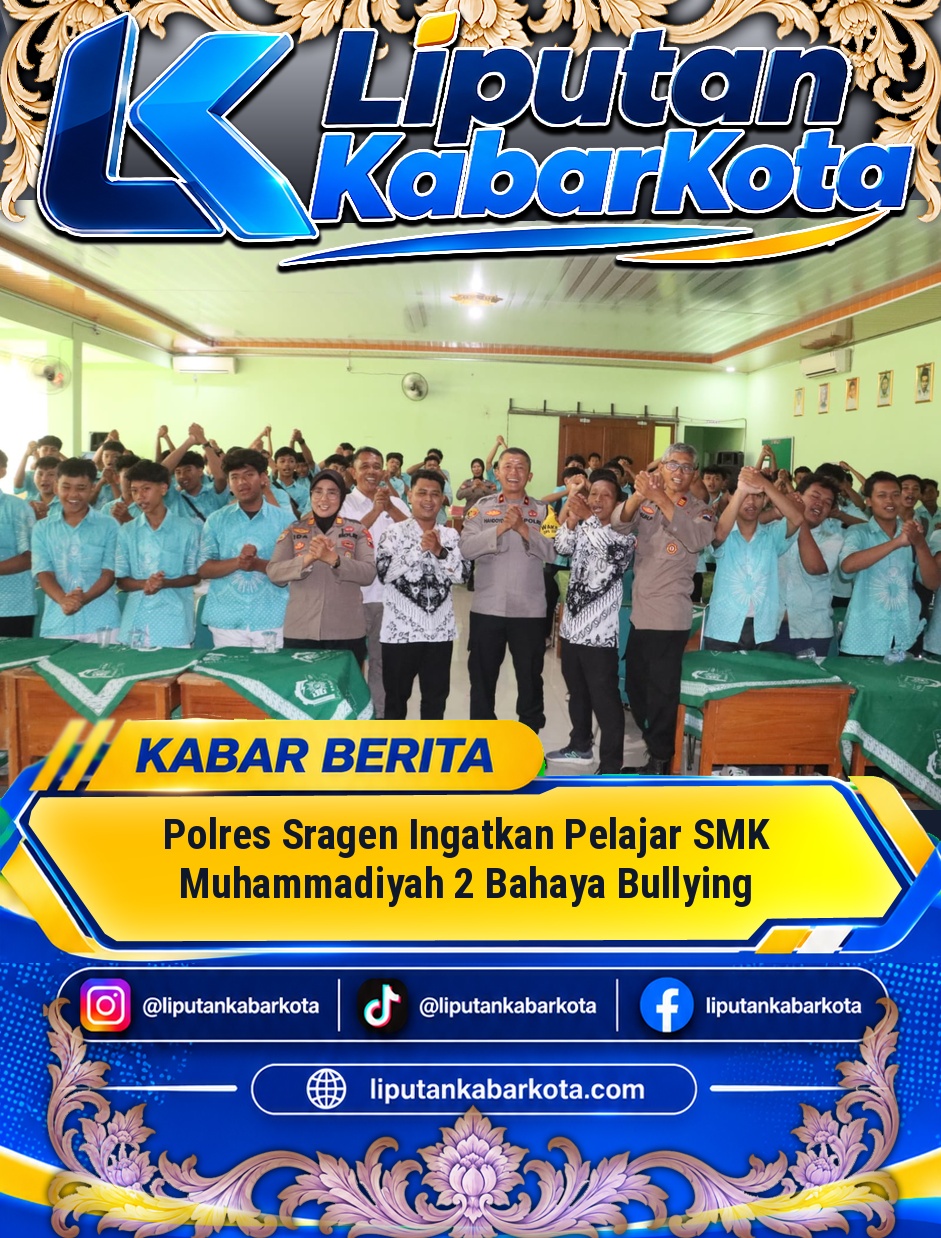 Liputan
KabarKota
KABAR BERITA
Polres Sragen Ingatkan Pelajar SMK
Muhammadiyah 2 Bahaya Bullying
@liputankabarkota
@liputankabarkota
liputankabarkota
liputankabarkota.com